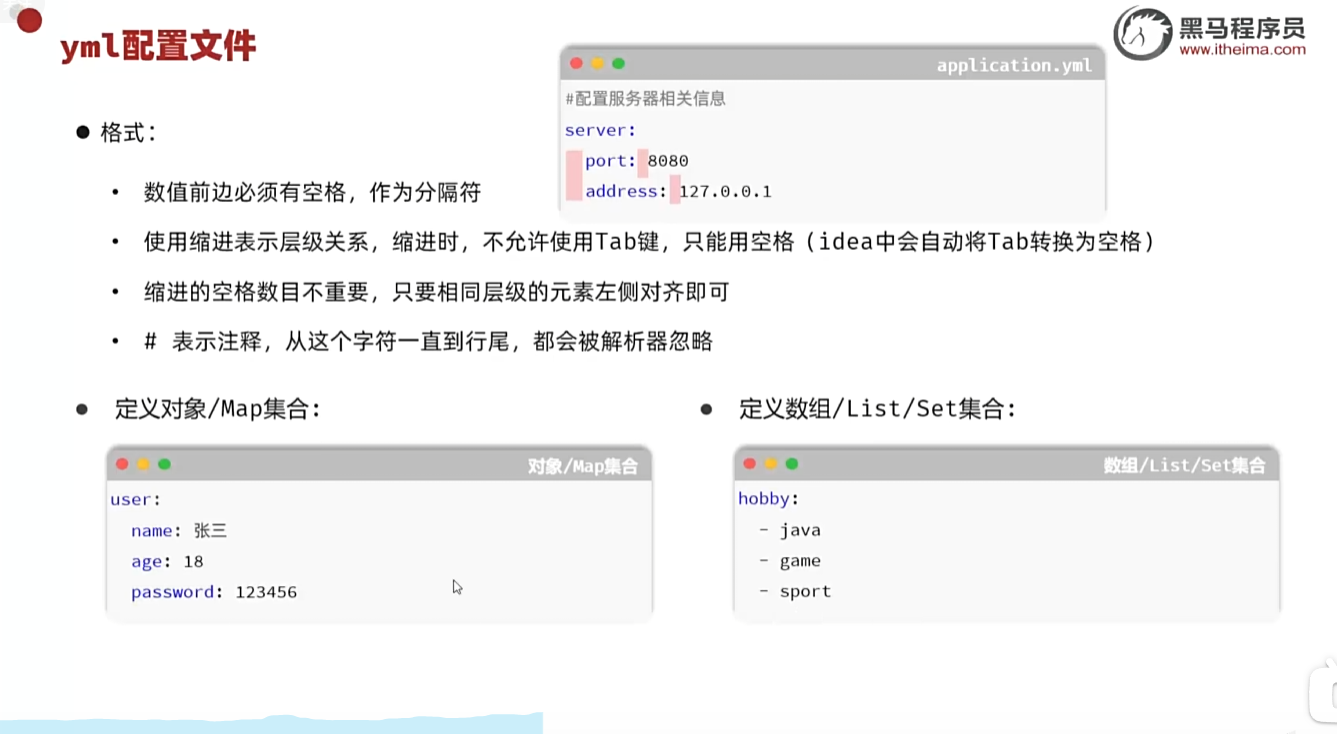 yml配置文件
黑马程序员
www.itheima.com
application.yml
#配置服务器相关信息
server:
port: 8080
address: 127.0.0.1
格式：
数值前边必须有空格，作为分隔符
使用缩进表示层级关系，缩进时，不允许使用Tab键，只能用空格（idea中会自动将Tab转换为空格）
缩进的空格数目不重要，只要相同层级的元素左侧对齐即可
# 表示注释，从这个字符一直到行尾，都会被解析器忽略
定义对象/Map集合：
对象/Map集合
user:
name: 张三
age: 18
password: 123456
定义数组/List/Set集合：
数组/List/Set集合
hobby:
- java
- game
- sport